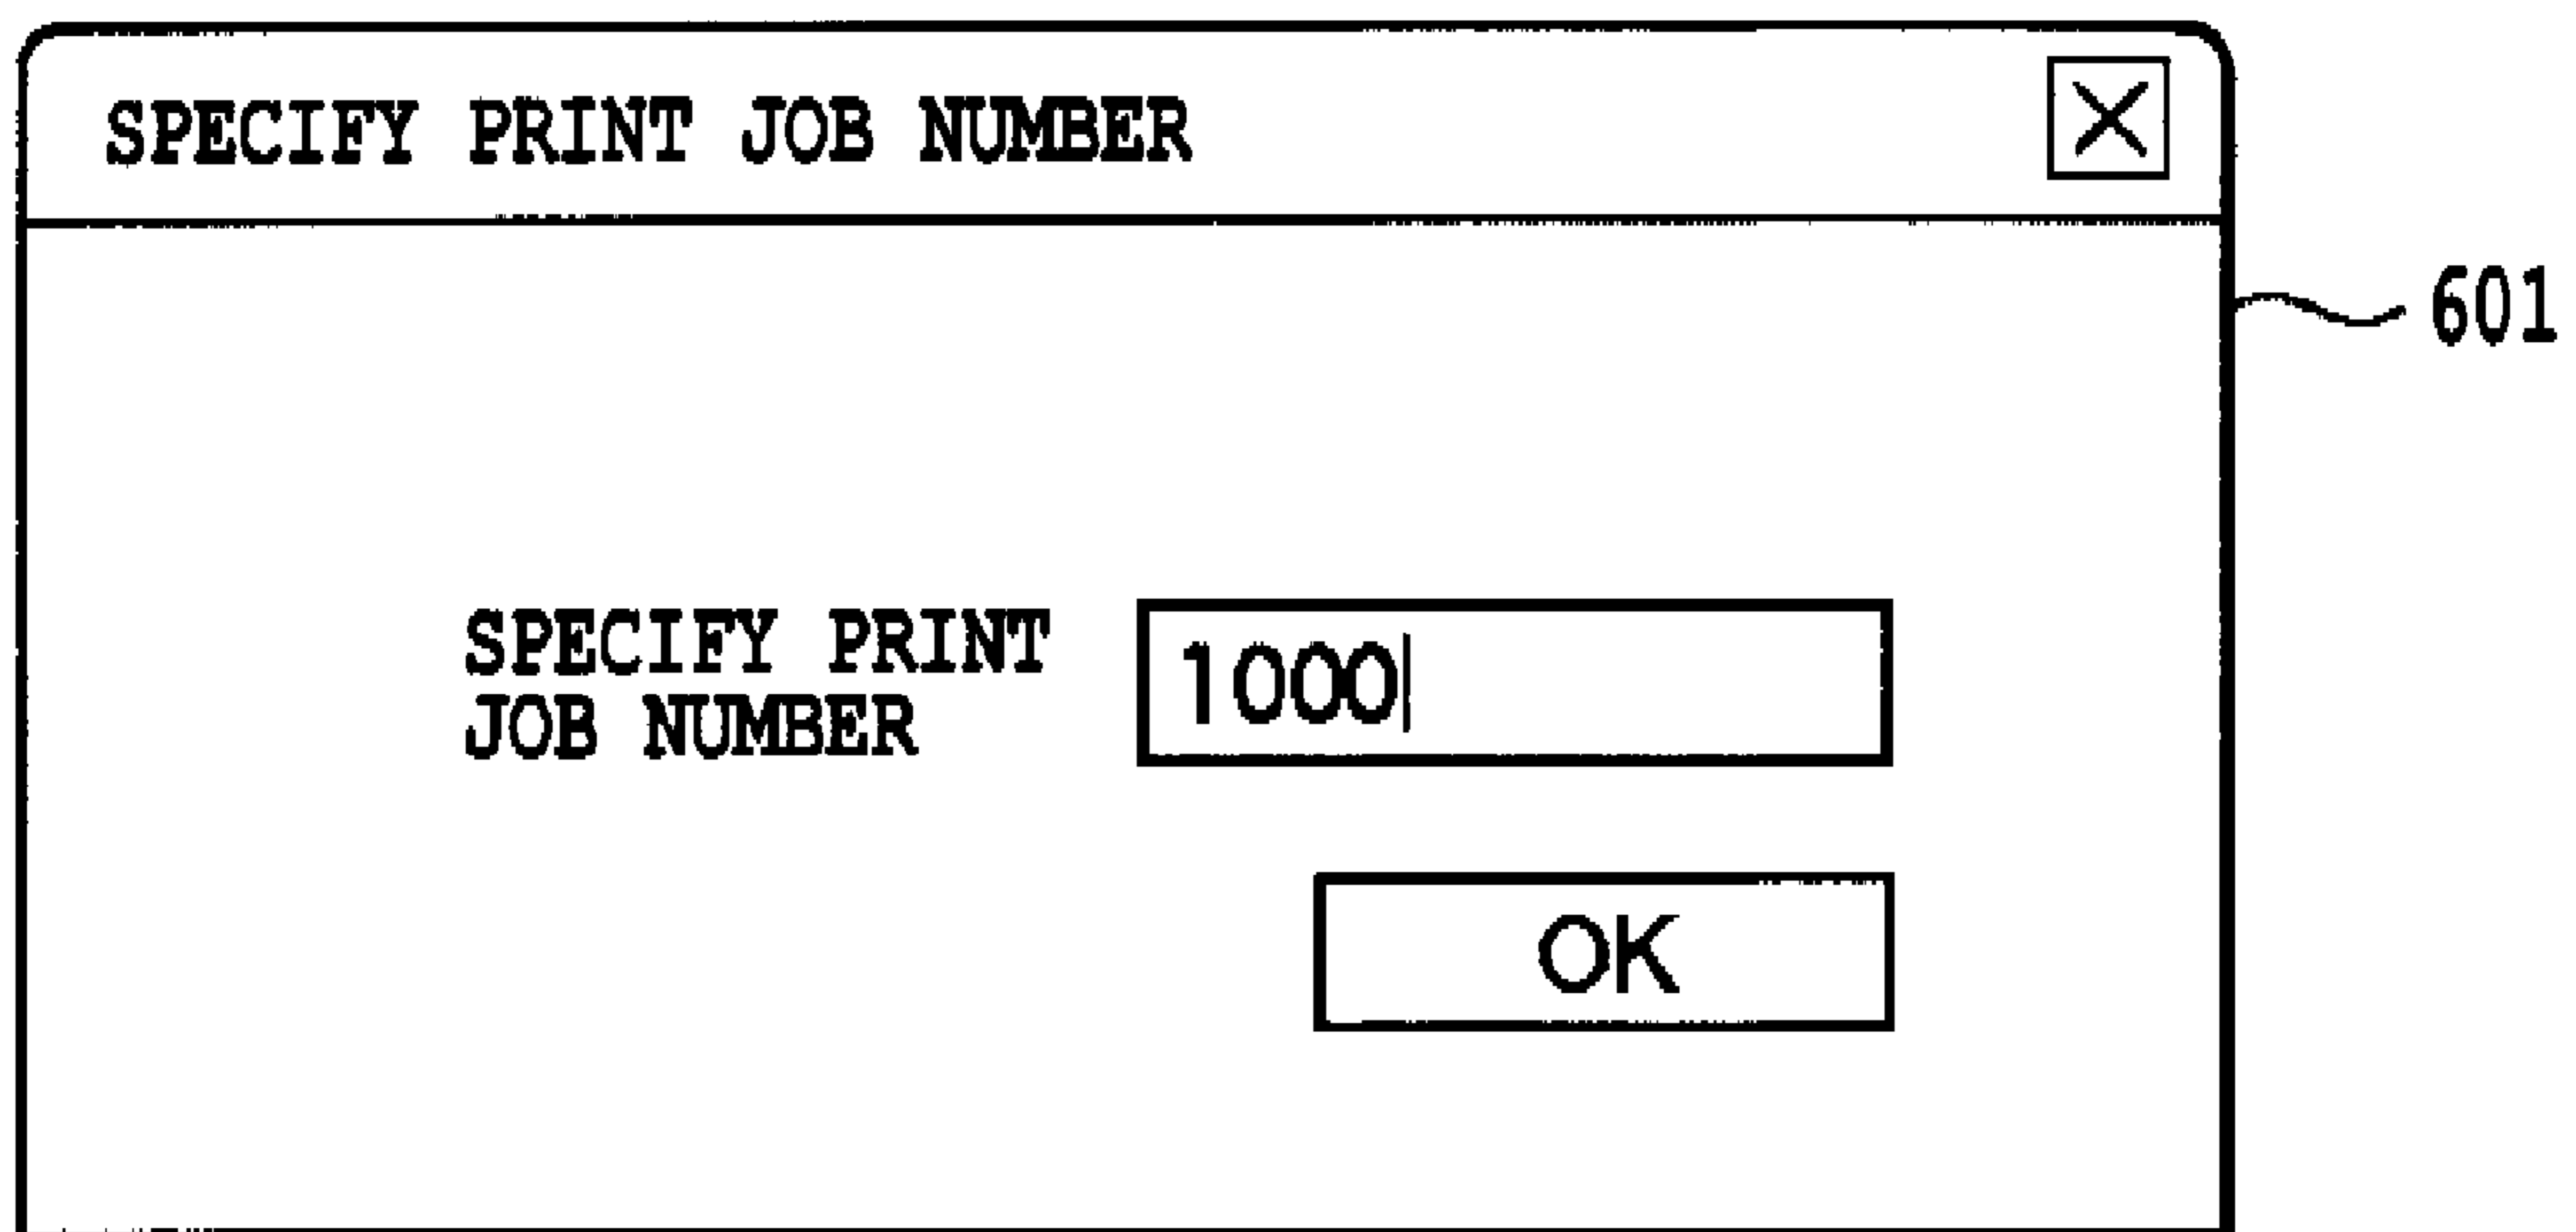 SPECIFY PRINT JOB NUMBER
601
SPECIFY PRINT
JOB NUMBER
1000
OK